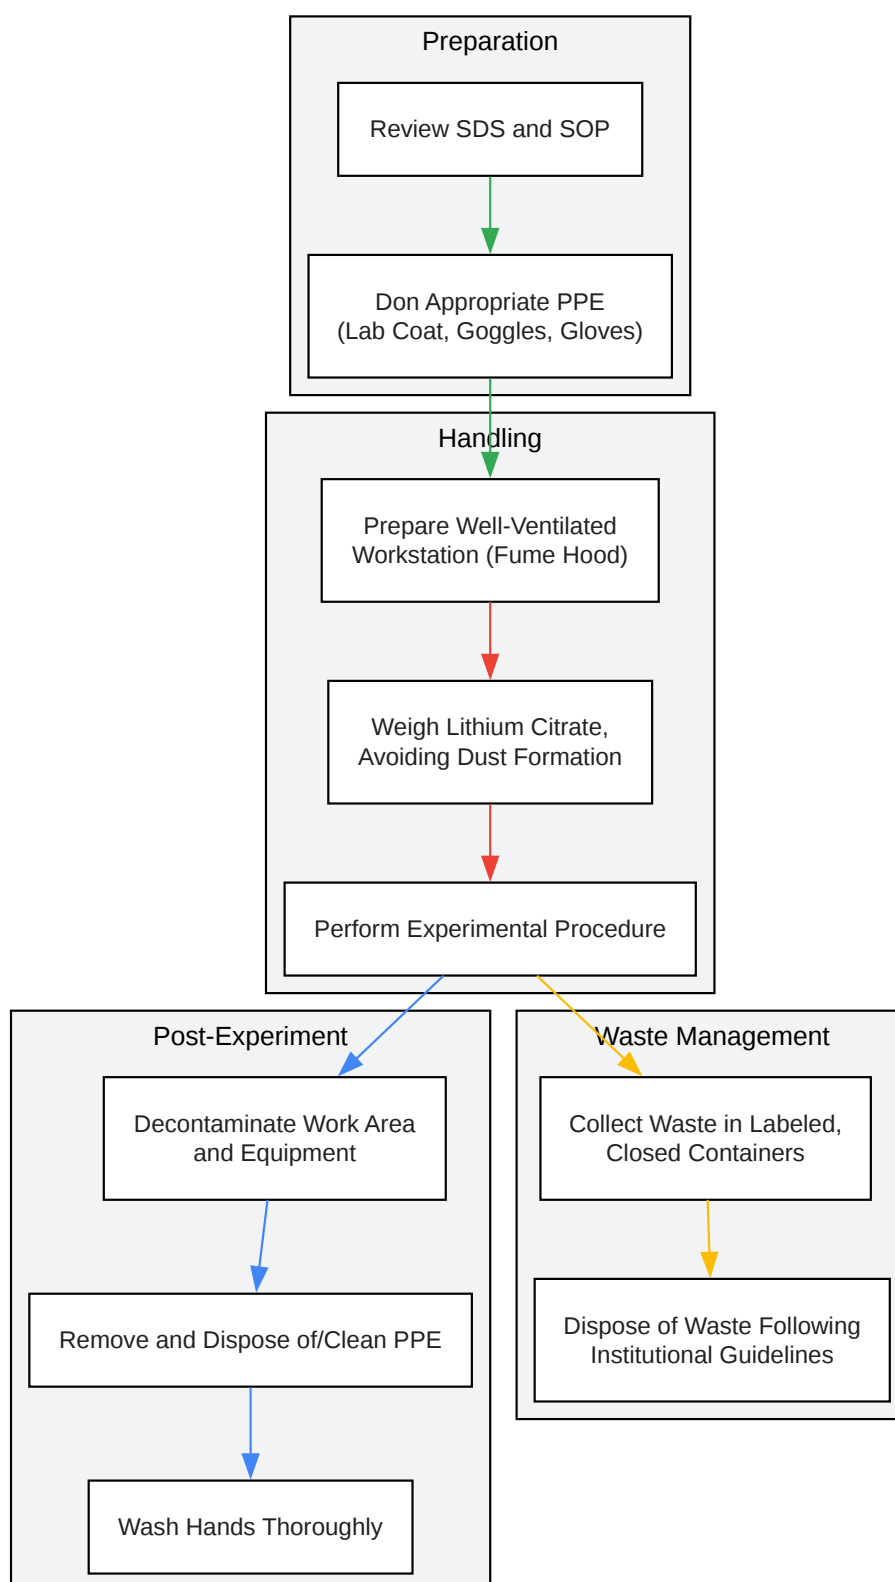 Preparation
Review SDS and SOP
Don Appropriate PPE
(Lab Coat, Goggles, Gloves)
Handling
Prepare Well-Ventilated
Workstation (Fume Hood)
Weigh Lithium Citrate,
Avoiding Dust Formation
Perform Experimental Procedure
Post-Experiment
Decontaminate Work Area
and Equipment
Remove and Dispose of/Clean PPE
Wash Hands Thoroughly
Waste Management
Collect Waste in Labeled,
Closed Containers
Dispose of Waste Following
Institutional Guidelines